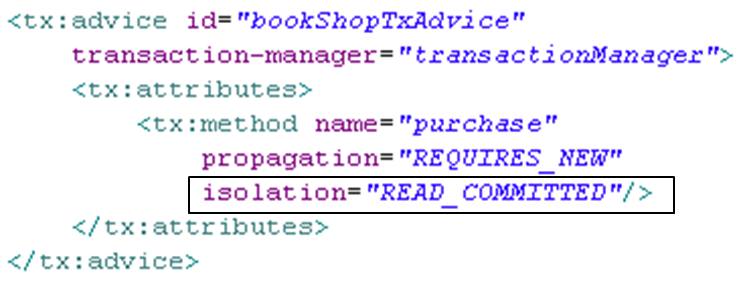 <tx:advice id="bookShopTxAdvice"
transaction-manager="transactionManager">
<tx:attributes>
<tx:method name="purchase"
propagation="REQUIRES_NEW"
isolation="READ_COMMITTED"/>
</tx:attributes>
</tx:advice>